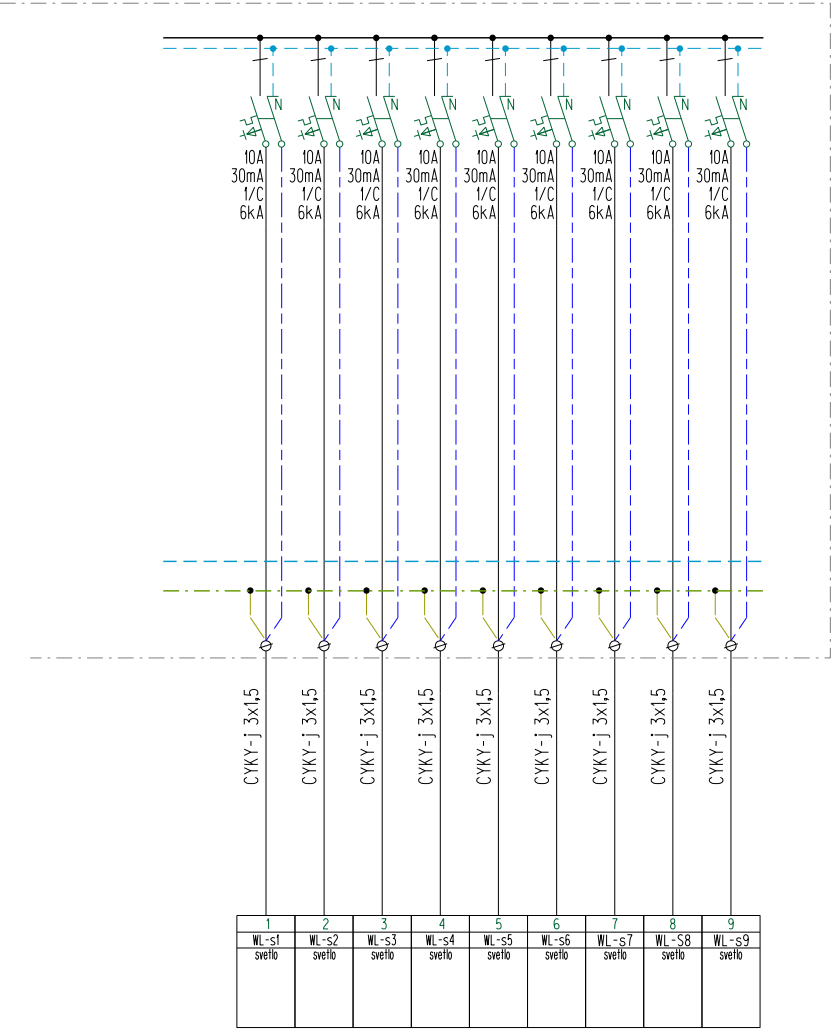 N N N N N N N N N
10A 10A 10A 10A 10A 10A 10A 10A 10A
30mA 30mA 30mA 30mA 30mA 30mA 30mA 30mA 30mA
1/C 1/C 1/C 1/C 1/C 1/C 1/C 1/C 1/C
6kA 6kA 6kA 6kA 6kA 6kA 6kA 6kA 6kA
CYKY-j 3x1,5
CYKY-j 3x1,5
CYKY-j 3x1,5
CYKY-j 3x1,5
CYKY-j 3x1,5
CYKY-j 3x1,5
CYKY-j 3x1,5
CYKY-j 3x1,5
CYKY-j 3x1,5
1 2 3 4 5 6 7 8 9
WL-s1 WL-s2 WL-s3 WL-s4 WL-s5 WL-s6 WL-s7 WL-S8 WL-s9
svetlo svetlo svetlo svetlo svetlo svetlo svetlo svetlo svetlo